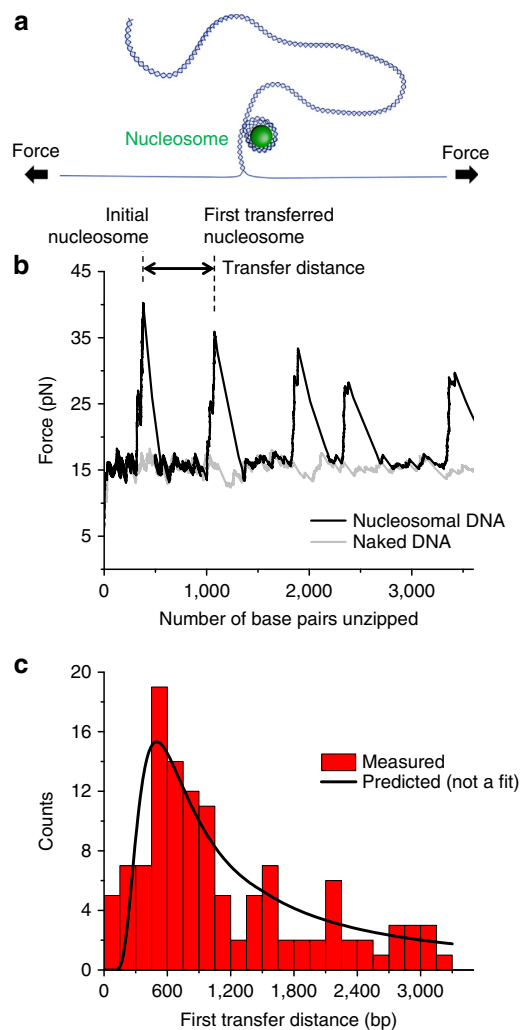 a
Nucleosome
Force
Force
Initial
nucleosome
First transferred
nucleosome
b
Transfer distance
45
35
25
15
5
Force (pN)
Nucleosomal DNA
Naked DNA
0
1,000
2,000
3,000
Number of base pairs unzipped
c
20
16
12
8
4
0
Counts
Measured
Predicted (not a fit)
0
600
1,200
1,800
2,400
3,000
First transfer distance (bp)